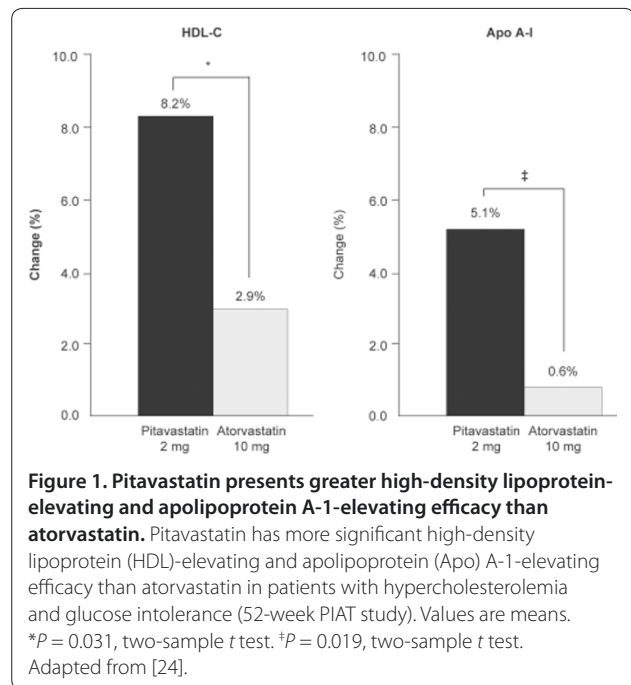 HDL-C
10.0
8.0
6.0
4.0
2.0
0.0
Change (%)
*
8.2%
2.9%
Pitavastatin
2 mg
Atorvastatin
10 mg
Apo A-I
10.0
8.0
6.0
4.0
2.0
0.0
Change (%)
‡
5.1%
0.6%
Pitavastatin
2 mg
Atorvastatin
10 mg
Figure 1. Pitavastatin presents greater high-density lipoprotein-
elevating and apolipoprotein A-1-elevating efficacy than
atorvastatin. Pitavastatin has more significant high-density
lipoprotein (HDL)-elevating and apolipoprotein (Apo) A-1-elevating
efficacy than atorvastatin in patients with hypercholesterolemia
and glucose intolerance (52-week PIAT study). Values are means.
*P = 0.031, two-sample t test. ‡P = 0.019, two-sample t test.
Adapted from [24].